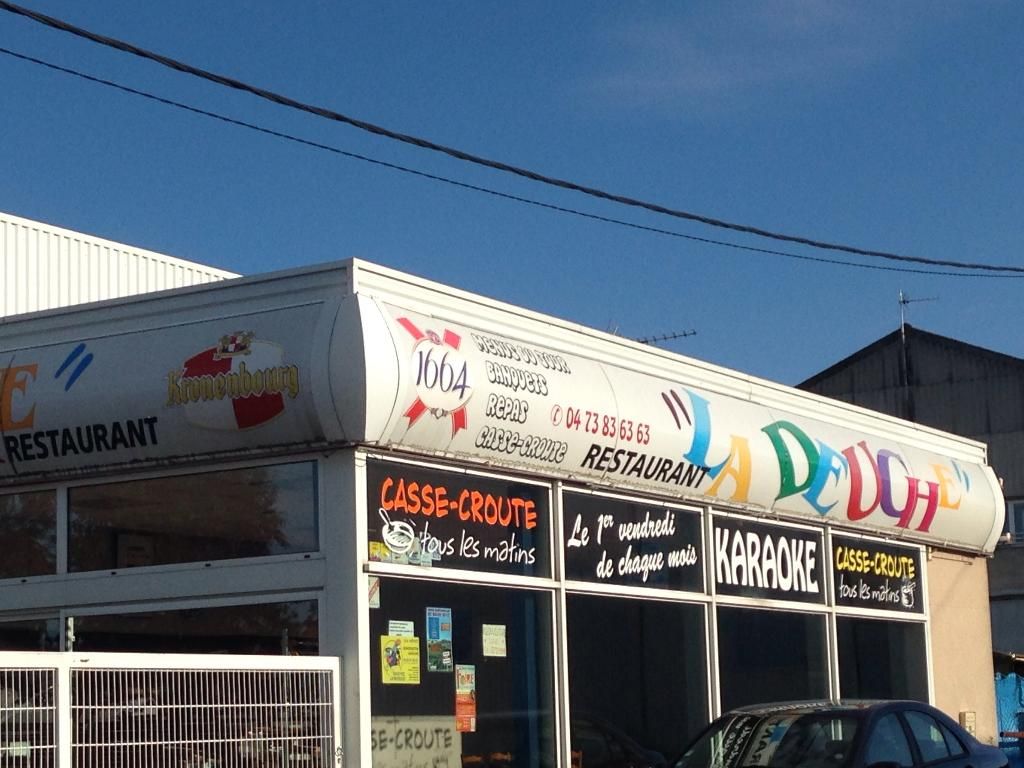 E
RESTAURANT
Kronenbourg
1664
MENUS DU JOUR
BANQUETS
REPAS
CASSE-CROUTE
04 73 83 63 63
RESTAURANT
"LA DEUCHE"
CASSE-CROUTE
tous les matins
Le 1er vendredi
de chaque mois
KARAOKE
CASSE-CROUTE
tous les matins
SE-CROUTE